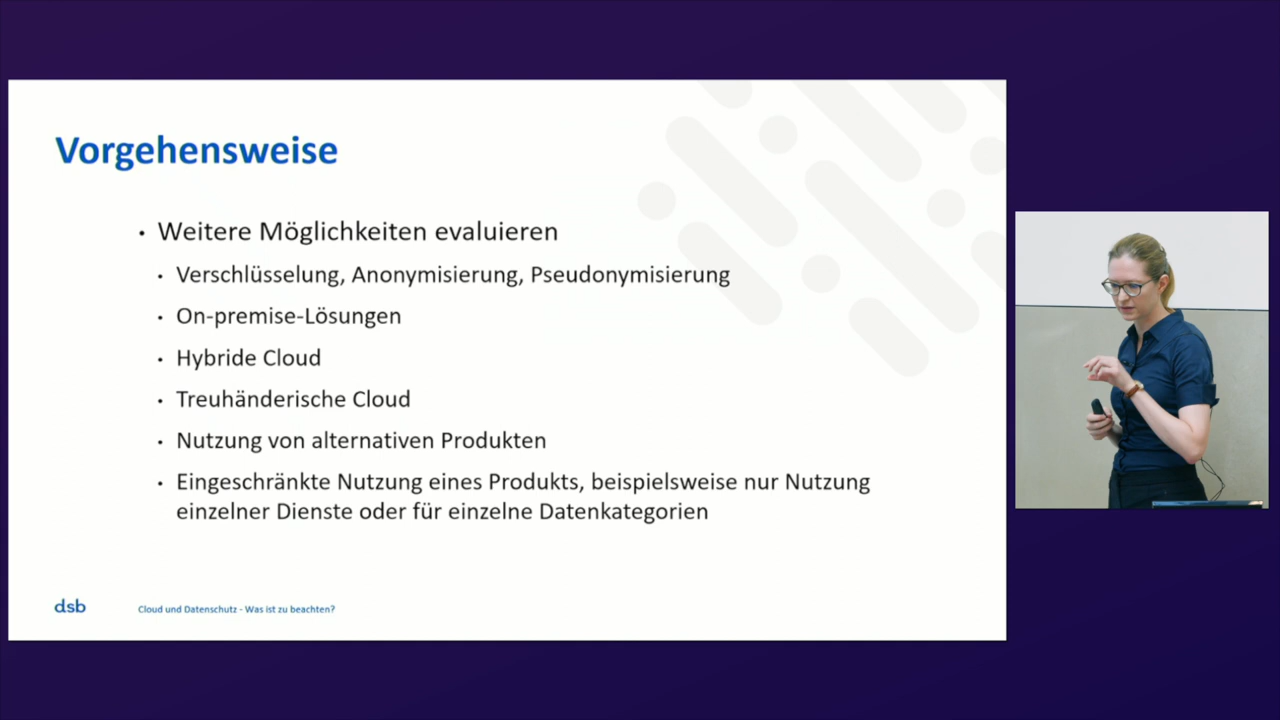 Vorgehensweise
• Weitere Möglichkeiten evaluieren
• Verschlüsselung, Anonymisierung, Pseudonymisierung
• On-premise-Lösungen
• Hybride Cloud
• Treuhänderische Cloud
• Nutzung von alternativen Produkten
• Eingeschränkte Nutzung eines Produkts, beispielsweise nur Nutzung
einzelner Dienste oder für einzelne Datenkategorien
dsb
Cloud und Datenschutz - Was ist zu beachten?